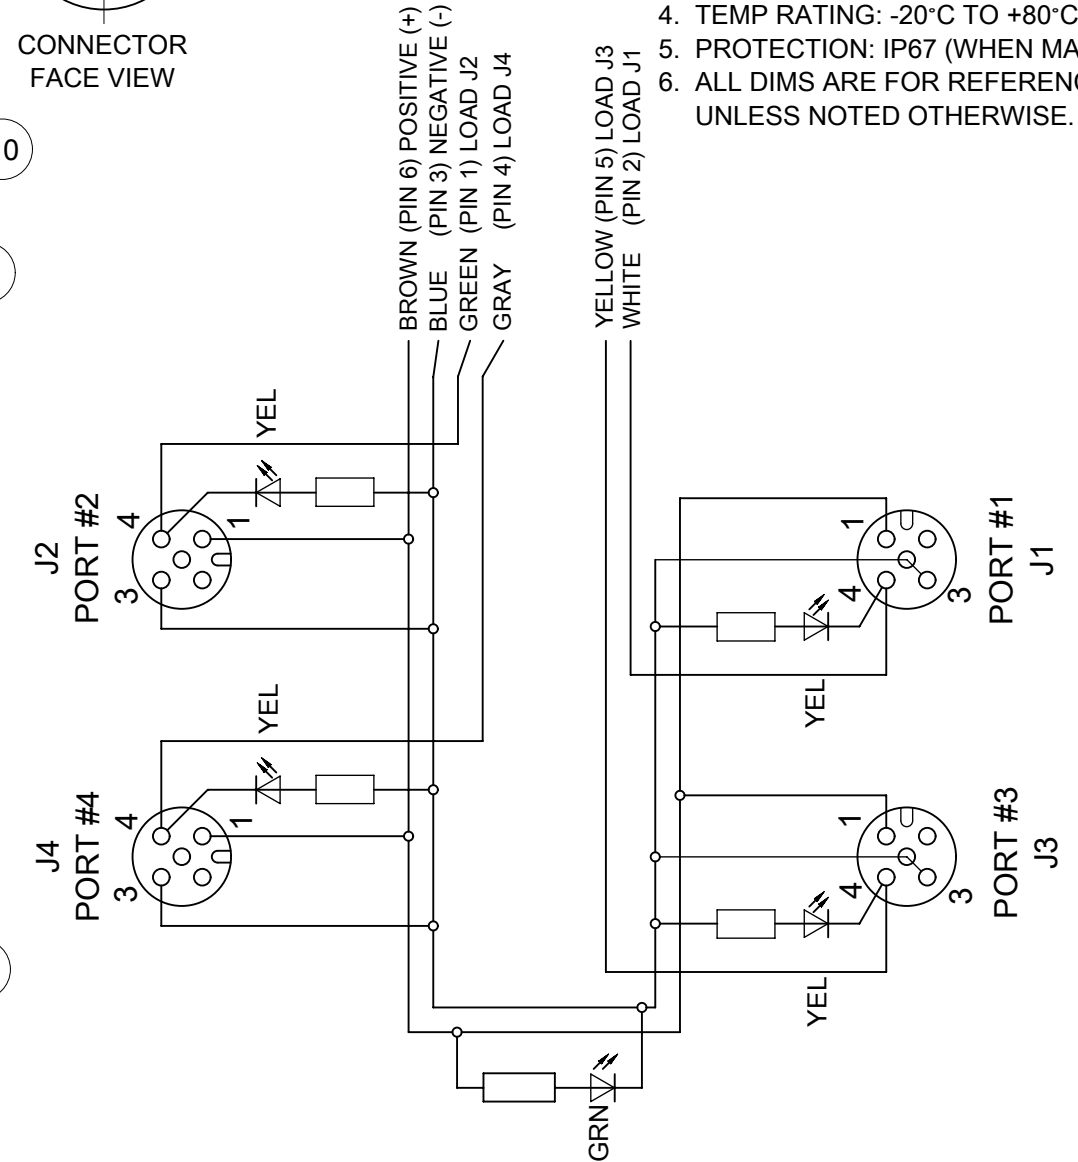 CONNECTOR
FACE VIEW
0
4. TEMP RATING: -20°C TO +80°C
5. PROTECTION: IP67 (WHEN MA
6. ALL DIMS ARE FOR REFERENC
UNLESS NOTED OTHERWISE.
BROWN (PIN 6) POSITIVE (+)
BLUE (PIN 3) NEGATIVE (-)
GREEN (PIN 1) LOAD J2
GRAY (PIN 4) LOAD J4
YELLOW (PIN 5) LOAD J3
WHITE (PIN 2) LOAD J1
J2
PORT #2
4
1
3
YEL
J4
PORT #4
4
1
3
YEL
1
4
3
PORT #1
J1
YEL
1
4
3
PORT #3
J3
YEL
GRN